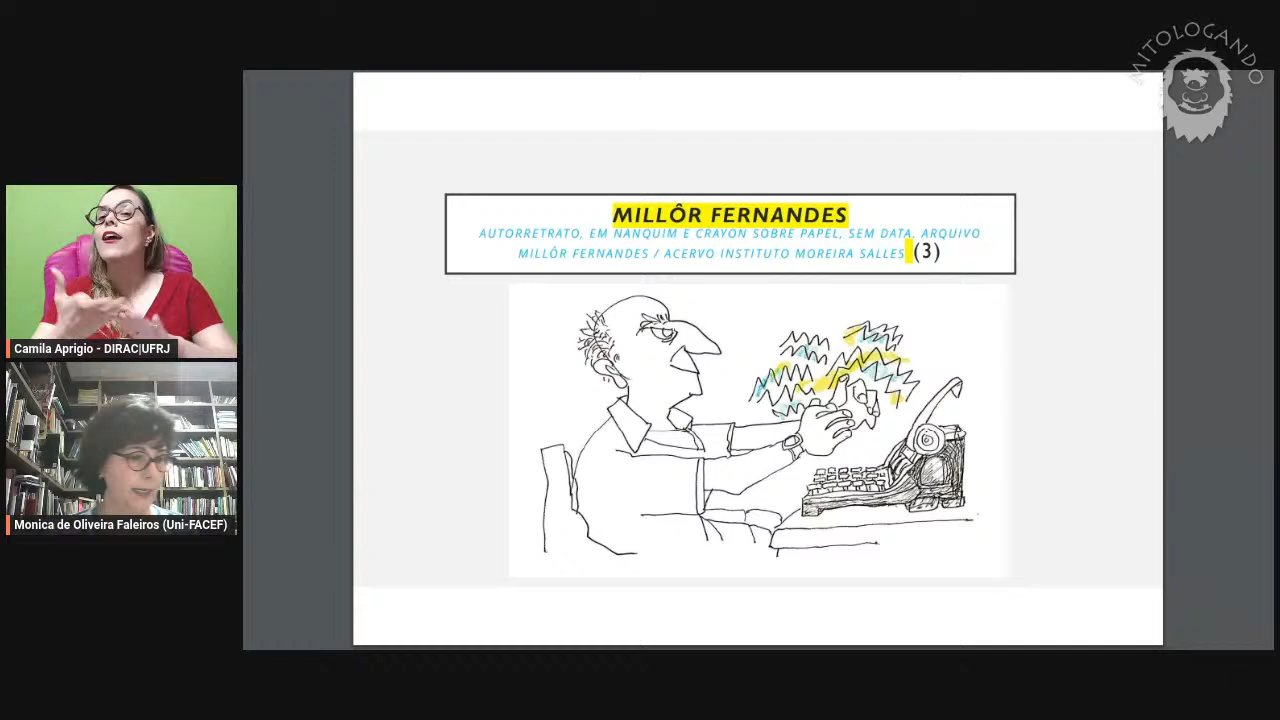 MITOLOGANDO
MILLÔR FERNANDES
AUTORRETRATO, EM NANQUIM E CRAYON SOBRE PAPEL, SEM DATA. ARQUIVO
MILLÔR FERNANDES / ACERVO INSTITUTO MOREIRA SALLES (3)
Camila Aprigio - DIRAC|UFRJ
Monica de Oliveira Faleiros (Uni-FACEF)